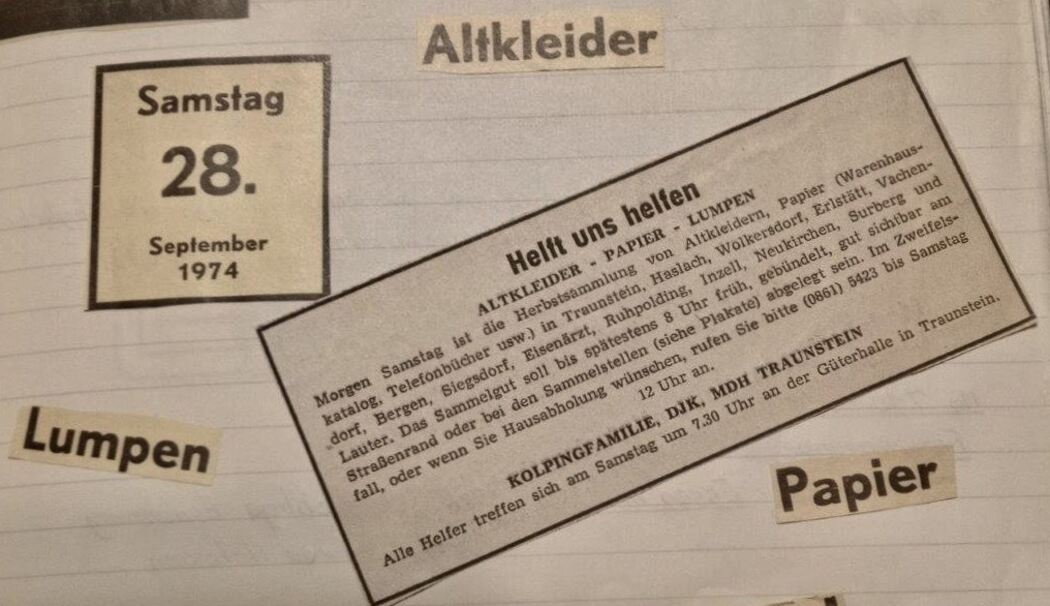 Altkleider
Samstag
28.
September
1974
Helft uns helfen
ALTKLEIDER - PAPIER - LUMPEN
Morgen Samstag ist die Herbstsammlung von Altkleidern, Papier (Warenhaus-
katalog, Telefonbücher usw.) in Traunstein, Haslach, Wolkersdorf, Erlstätt, Vachen-
dorf, Bergen, Siegsdorf, Eisenärzt, Ruhpolding, Inzell, Neukirchen, Surberg und
Lauter. Das Sammelgut soll bis spätestens 8 Uhr früh, gebündelt, gut sichtbar am
Straßenrand oder bei den Sammelstellen (siehe Plakate) abgelegt sein. Im Zweifels-
fall, oder wenn Sie Hausabholung wünschen, rufen Sie bitte (0861) 5423 bis Samstag
12 Uhr an.
KOLPINGFAMILIE, DJK, MDH TRAUNSTEIN
Alle Helfer treffen sich am Samstag um 7.30 Uhr an der Güterhalle in Traunstein.
Lumpen
Papier